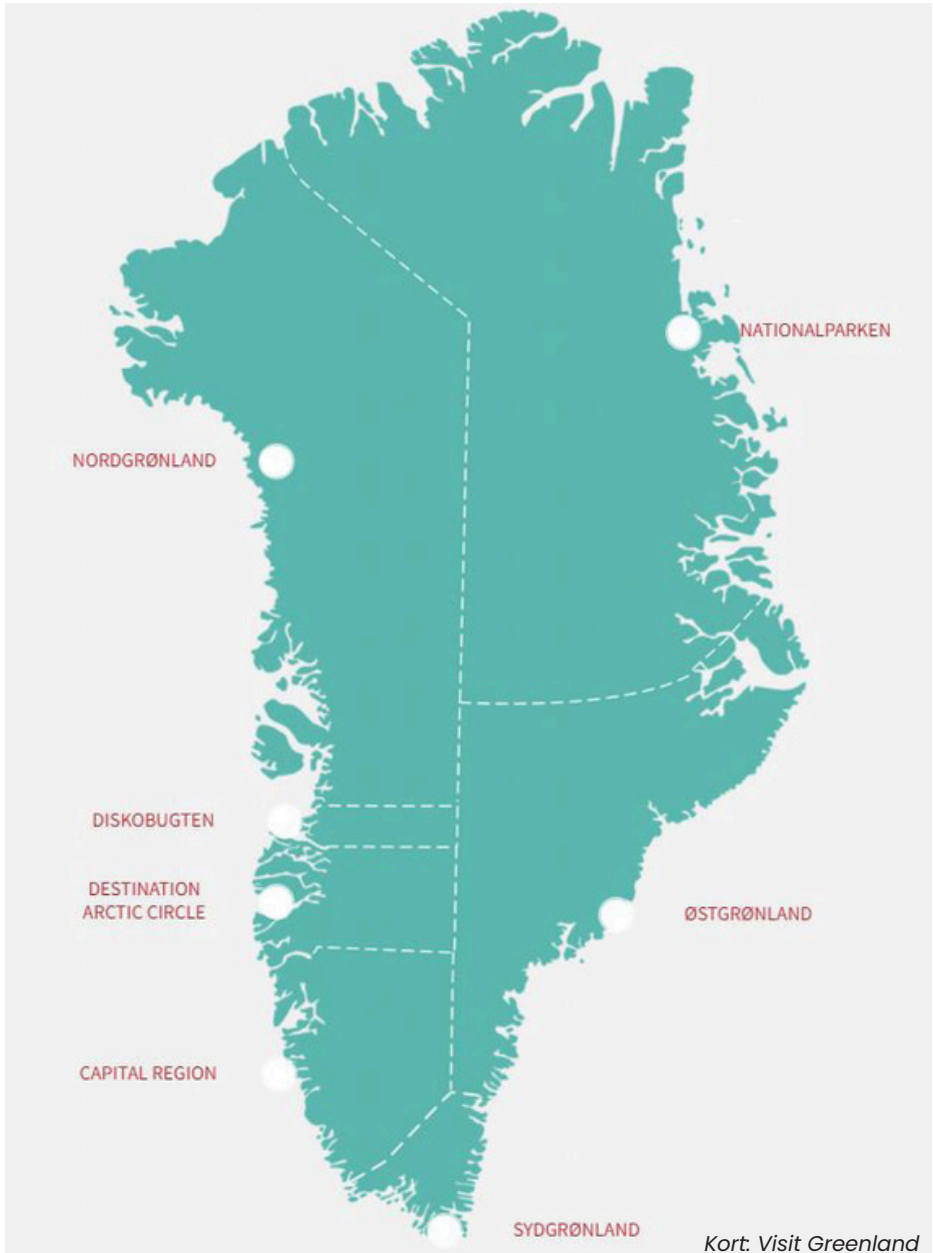 NATIONALPARKEN
NORDGRØNLAND
DISKOBUGTEN
DESTINATION
ARCTIC CIRCLE
ØSTGRØNLAND
CAPITAL REGION
SYDGRØNLAND
Kort: Visit Greenland